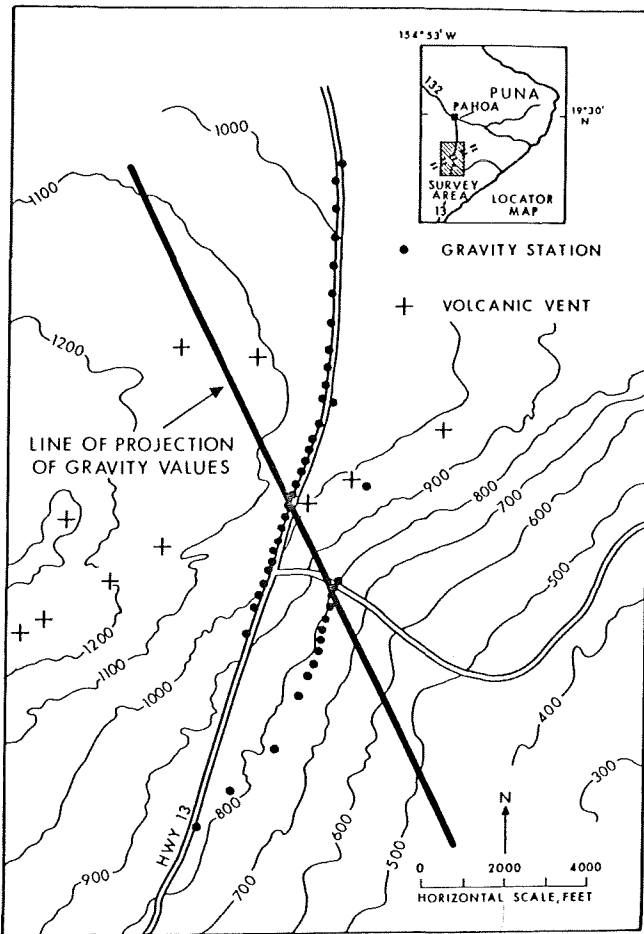 154° 53' W
132
PUNA
PAHOA
19° 30'
N
SURVEY
AREA
13
LOCATOR
MAP
GRAVITY STATION
VOLCANIC VENT
1000
1100
1200
LINE OF PROJECTION
OF GRAVITY VALUES
900
800
700
600
500
1200
1100
1000
400
300
HWY 13
800
900
700
600
500
N
0 2000 4000
HORIZONTAL SCALE, FEET